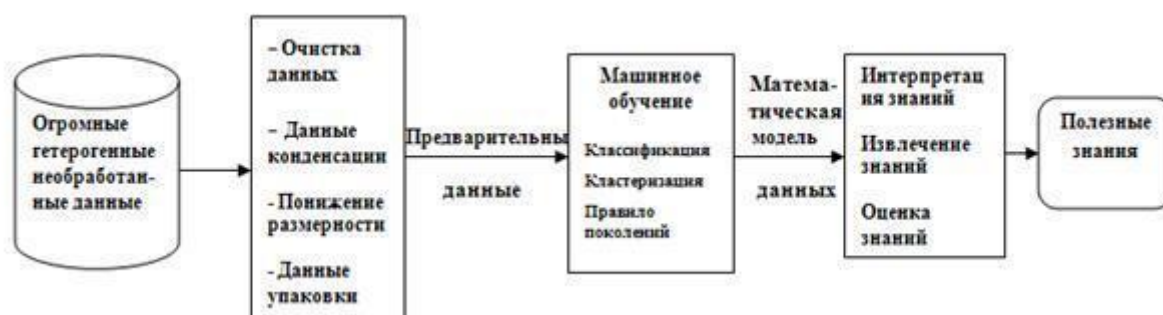 Огромные
гетерогенные
необработан-
ные данные
– Очистка
данных
– Данные
конденсации
- Понижение
размерности
- Данные
упаковки
Предварительны
данные
Машинное
обучение
Классификация
Кластеризация
Правило
поколений
Матема-
тическая
модель
данных
Интерпретац
ия знаний
Извлечение
знаний
Оценка
знаний
Полезные
знания